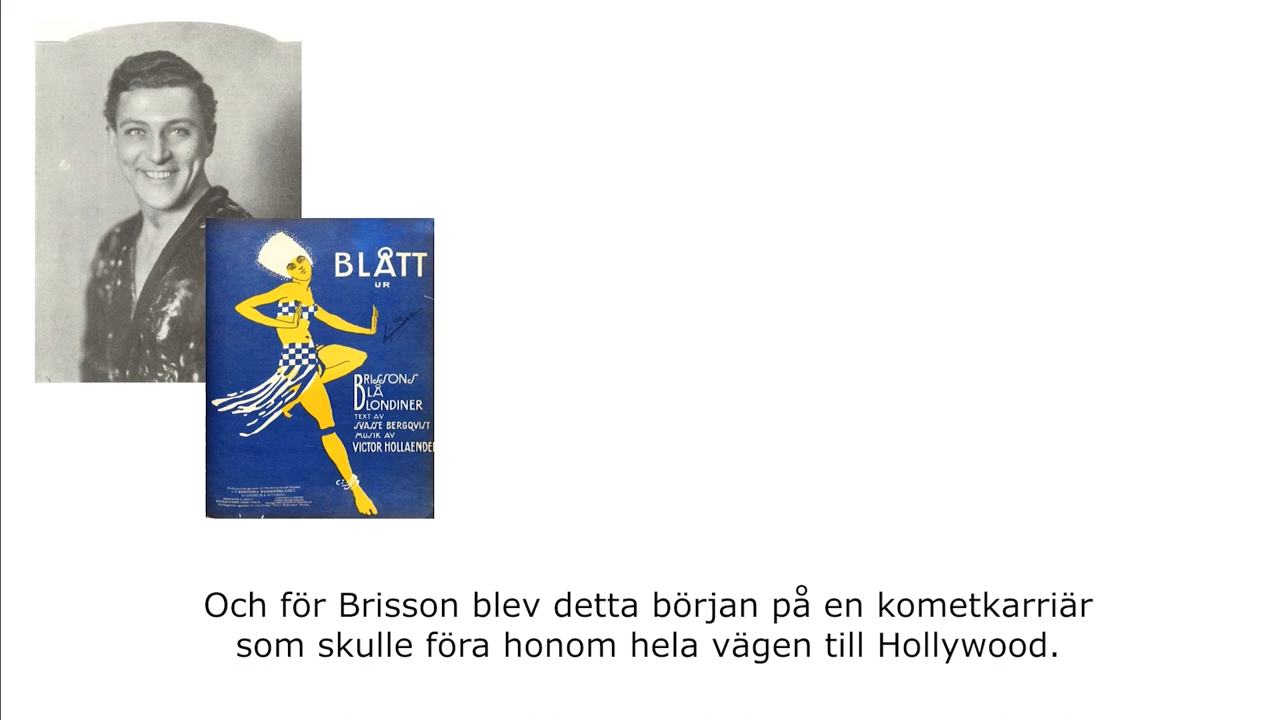 BLÅTT
UR
BRISSONS
BLÅ
BLONDINER
TEXT AV
SVASSE BERGQVIST
MUSIK AV
VICTOR HOLLAENDE
Och för Brisson blev detta början på en kometkarriär
som skulle föra honom hela vägen till Hollywood.